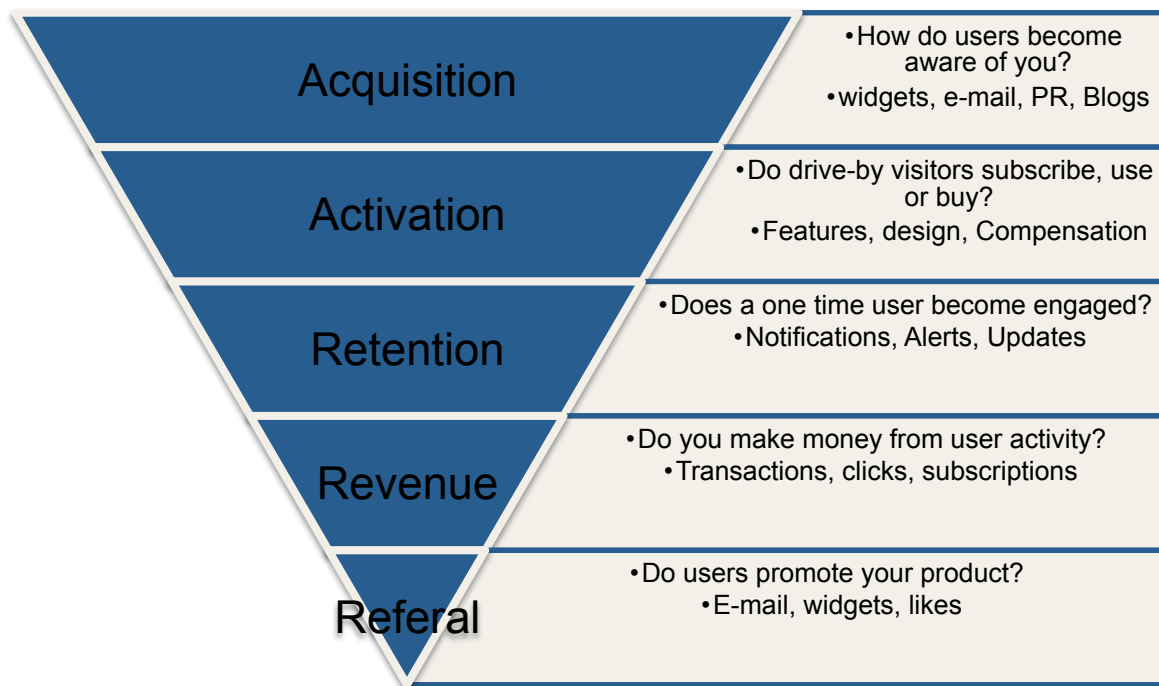 Acquisition
•How do users become
aware of you?
•widgets, e-mail, PR, Blogs
Activation
•Do drive-by visitors subscribe, use
or buy?
•Features, design, Compensation
Retention
•Does a one time user become engaged?
•Notifications, Alerts, Updates
Revenue
•Do you make money from user activity?
•Transactions, clicks, subscriptions
Referal
•Do users promote your product?
•E-mail, widgets, likes